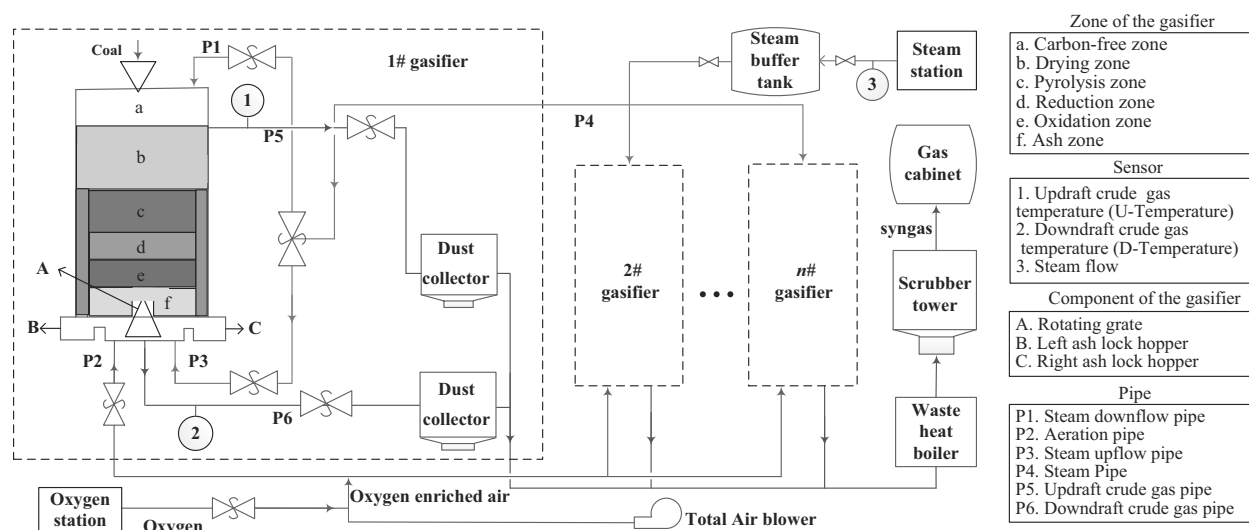 Coal
P1
1# gasifier
1
P5
a
b
c
d
e
f
A
B
C
P2
P3
Dust
collector
Dust
collector
P6
2
Oxygen
station
Oxygen
Oxygen enriched air
Total Air blower
Steam
buffer
tank
3
Steam
station
P4
2#
gasifier
n#
gasifier
Gas
cabinet
syngas
Scrubber
tower
Waste
heat
boiler
Zone of the gasifier
a. Carbon-free zone
b. Drying zone
c. Pyrolysis zone
d. Reduction zone
e. Oxidation zone
f. Ash zone
Sensor
1. Updraft crude gas
temperature (U-Temperature)
2. Downdraft crude gas
temperature (D-Temperature)
3. Steam flow
Component of the gasifier
A. Rotating grate
B. Left ash lock hopper
C. Right ash lock hopper
Pipe
P1. Steam downflow pipe
P2. Aeration pipe
P3. Steam upflow pipe
P4. Steam Pipe
P5. Updraft crude gas pipe
P6. Downdraft crude gas pipe